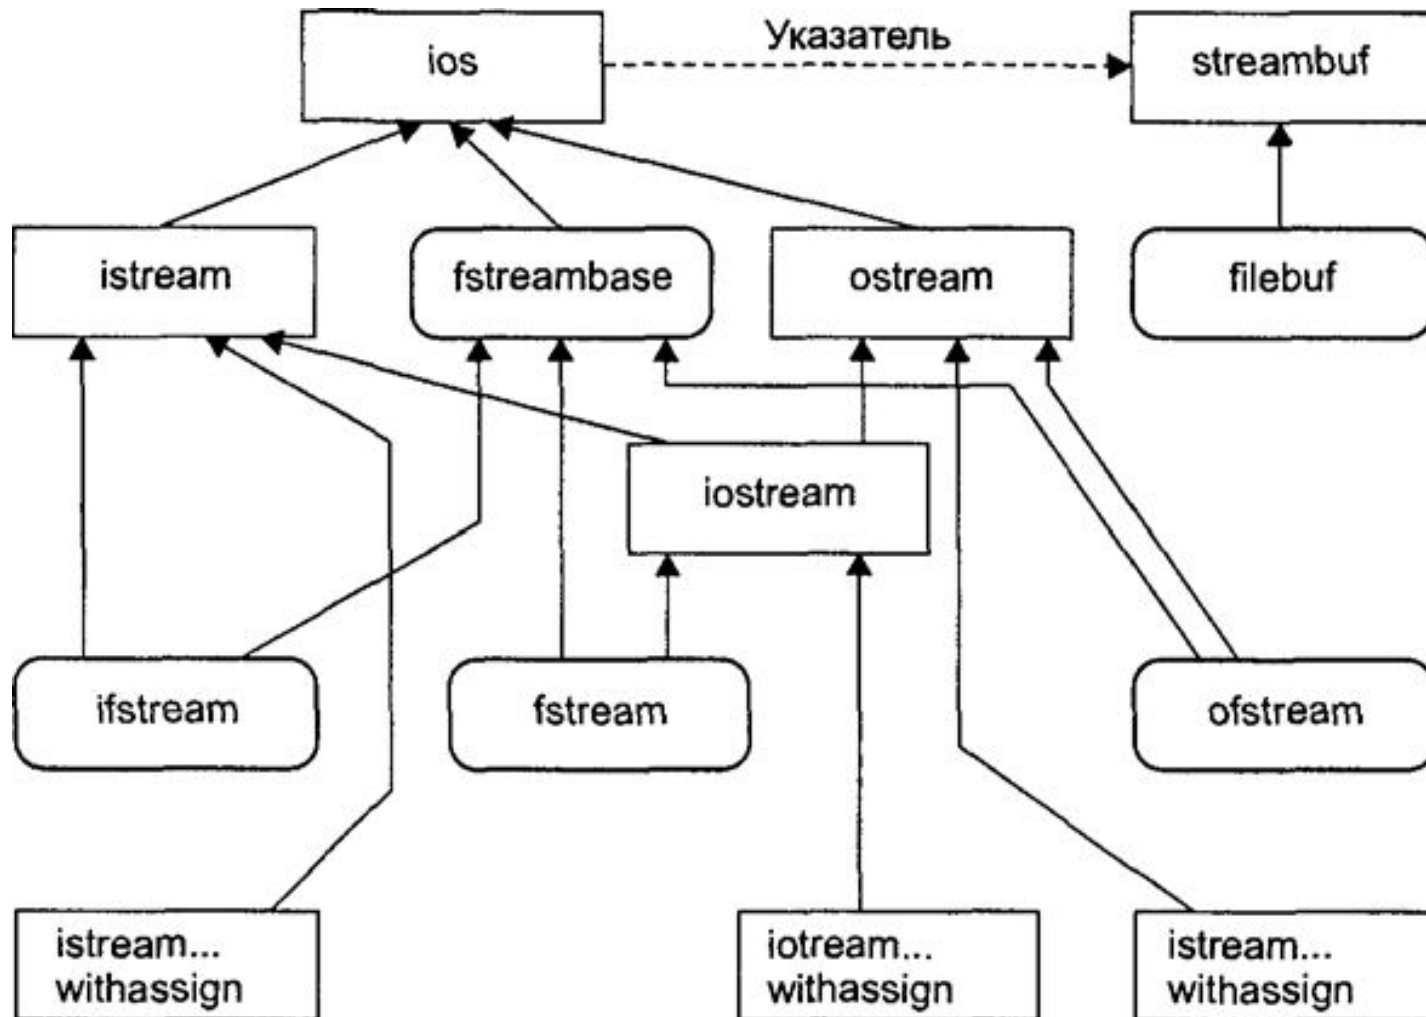 Указатель
ios
streambuf
istream
fstreambase
ostream
filebuf
iostream
ifstream
fstream
ofstream
istream...
withassign
iotream...
withassign
istream...
withassign